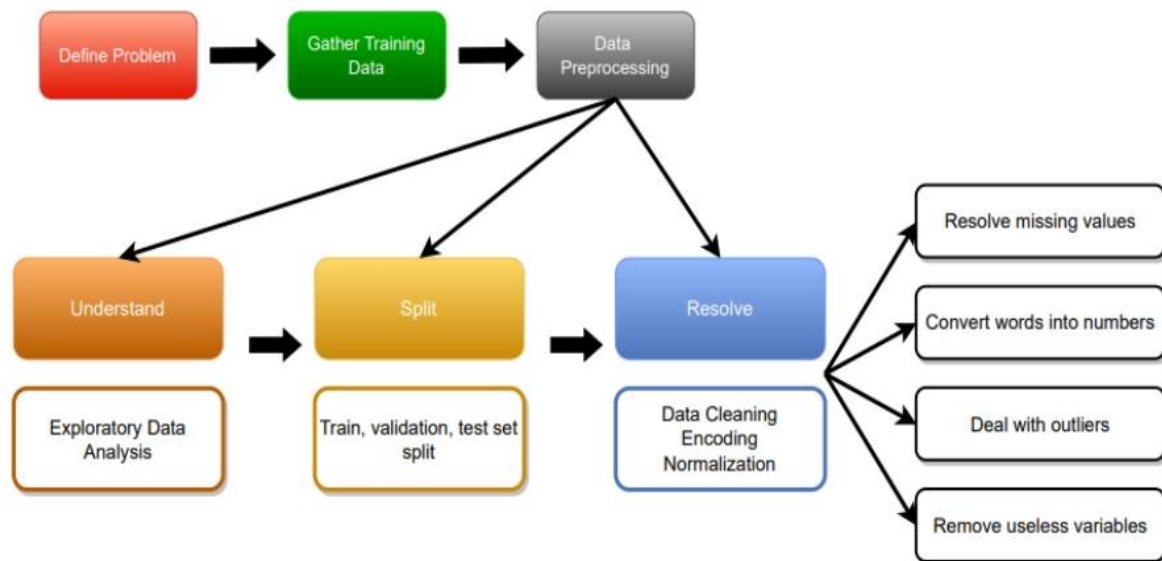 Define Problem
Gather Training
Data
Data
Preprocessing
Understand
Split
Resolve
Exploratory Data
Analysis
Train, validation, test set
split
Data Cleaning
Encoding
Normalization
Resolve missing values
Convert words into numbers
Deal with outliers
Remove useless variables